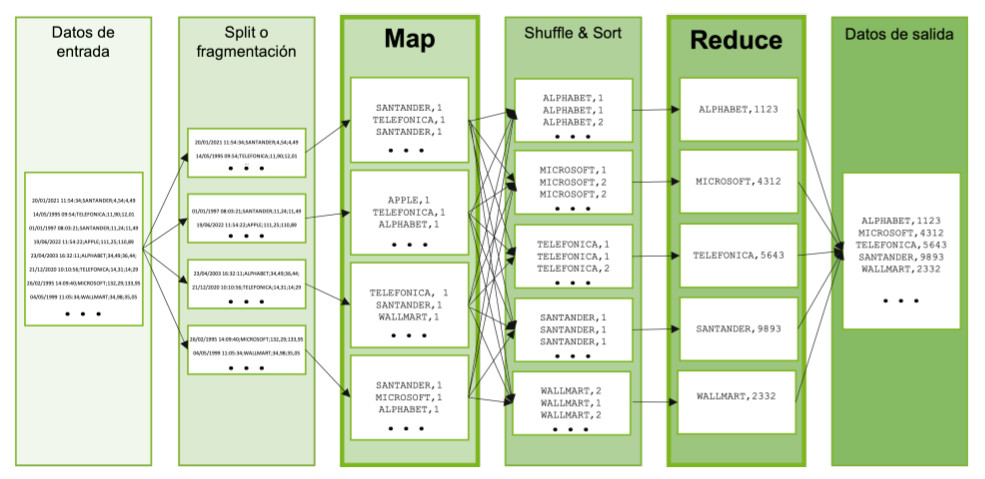 Datos de
entrada
20/01/2021 11:54:34;SANTANDER;4,54;4,49
14/05/1995 09:54;TELEFONICA;11,90;12,01
01/01/1997 08:03:21;SANTANDER;11,24;11,49
19/06/2022 11:54:22;APPLE;111,25;110,89
23/04/2003 16:32:11;ALPHABET;34,49;36,44;
21/12/2020 10:10:56;TELEFONICA;14,31;14,29
26/02/1995 14:09:40;MICROSOFT;132,29;133,95
04/05/1999 11:05:34;WALLMART;34,98;35,05
• • •
Split o
fragmentación
20/01/2021 11:54:34;SANTANDER;4,54;4,49
14/05/1995 09:54;TELEFONICA;11,90;12,01
• • •
01/01/1997 08:03:21;SANTANDER;11,24;11,49
19/06/2022 11:54:22;APPLE;111,25;110,89
• • •
23/04/2003 16:32:11;ALPHABET;34,49;36,44;
21/12/2020 10:10:56;TELEFONICA;14,31;14,29
• • •
26/02/1995 14:09:40;MICROSOFT;132,29;133,95
04/05/1999 11:05:34;WALLMART;34,98;35,05
• • •
Map
SANTANDER,1
TELEFONICA,1
SANTANDER,1
• • •
APPLE,1
TELEFONICA,1
ALPHABET,1
• • •
TELEFONICA, 1
SANTANDER,1
WALLMART,1
• • •
SANTANDER,1
MICROSOFT,1
ALPHABET,1
• • •
Shuffle & Sort
ALPHABET,1
ALPHABET,1
ALPHABET,2
• • •
MICROSOFT,1
MICROSOFT,2
MICROSOFT,2
• • •
TELEFONICA,1
TELEFONICA,1
TELEFONICA,2
• • •
SANTANDER,1
SANTANDER,1
SANTANDER,1
• • •
WALLMART,2
WALLMART,1
WALLMART,2
• • •
Reduce
ALPHABET,1123
MICROSOFT,4312
TELEFONICA,5643
SANTANDER,9893
WALLMART,2332
Datos de salida
ALPHABET,1123
MICROSOFT,4312
TELEFONICA,5643
SANTANDER,9893
WALLMART,2332
• • •